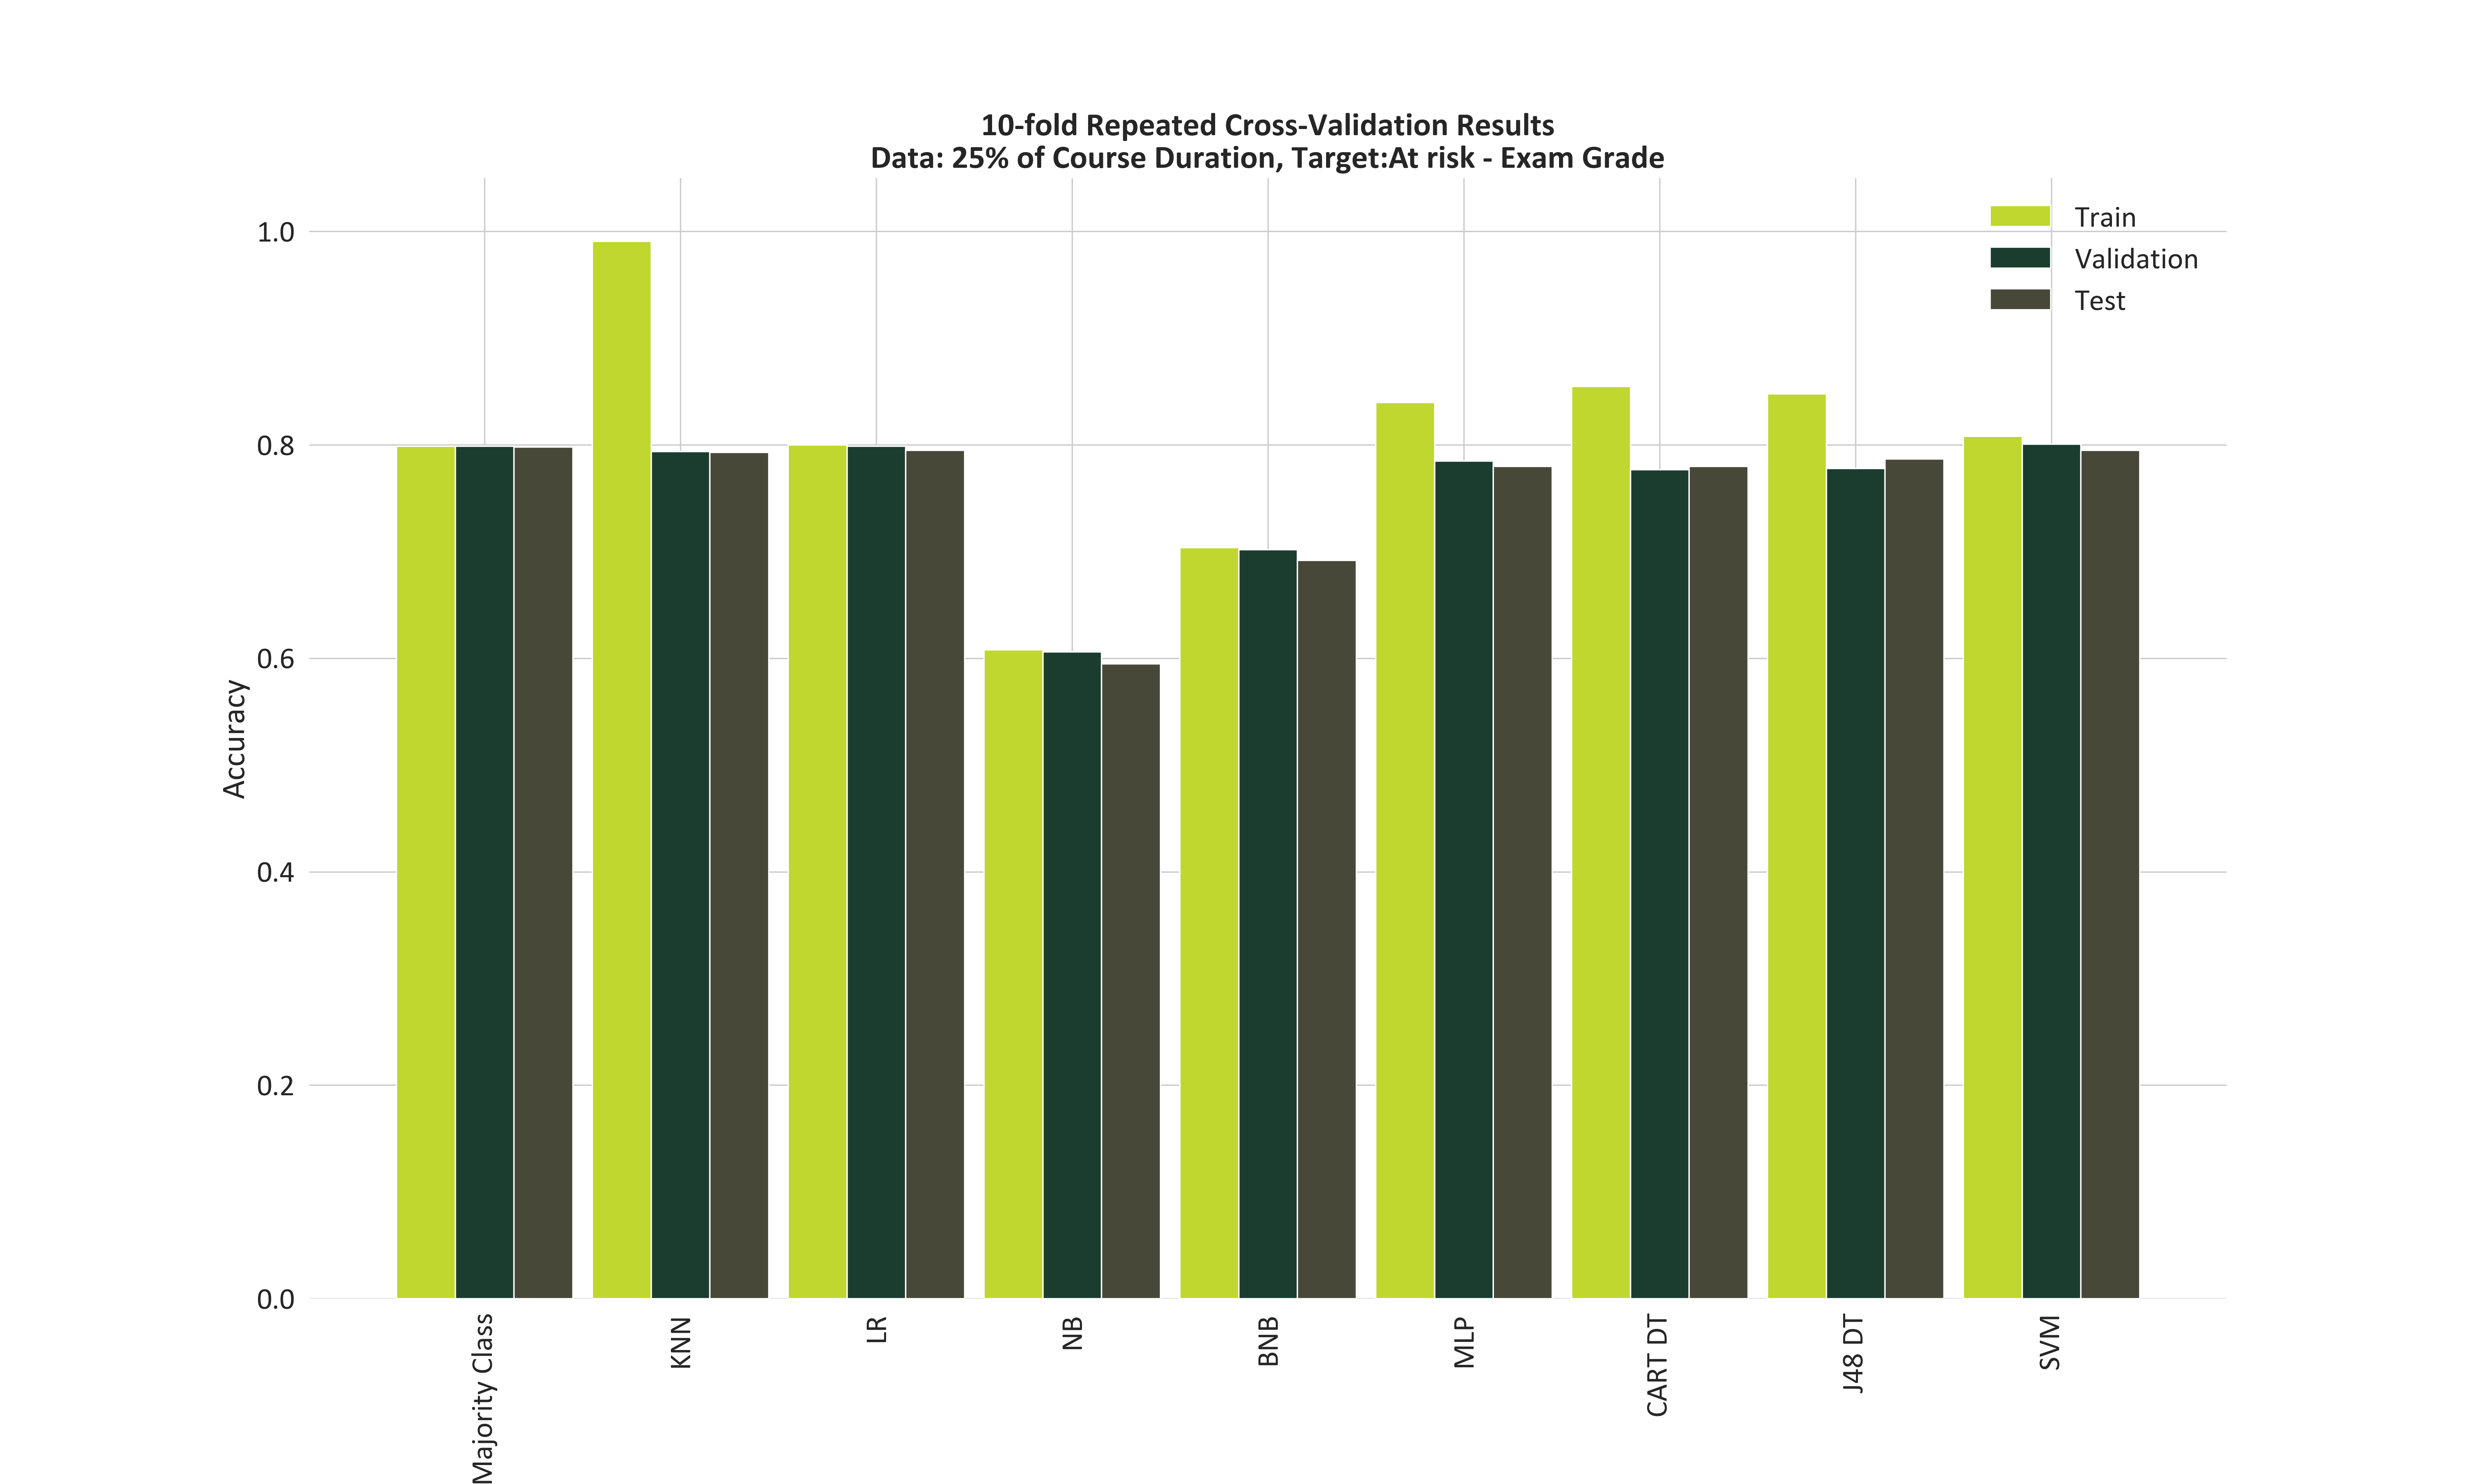 10-fold Repeated Cross-Validation Results
Data: 25% of Course Duration, Target:At risk - Exam Grade
Train
Validation
Test
1.0
0.8
0.6
0.4
0.2
0.0
Accuracy
Majority Class
KNN
LR
NB
BNB
MLP
CART DT
J48 DT
SVM